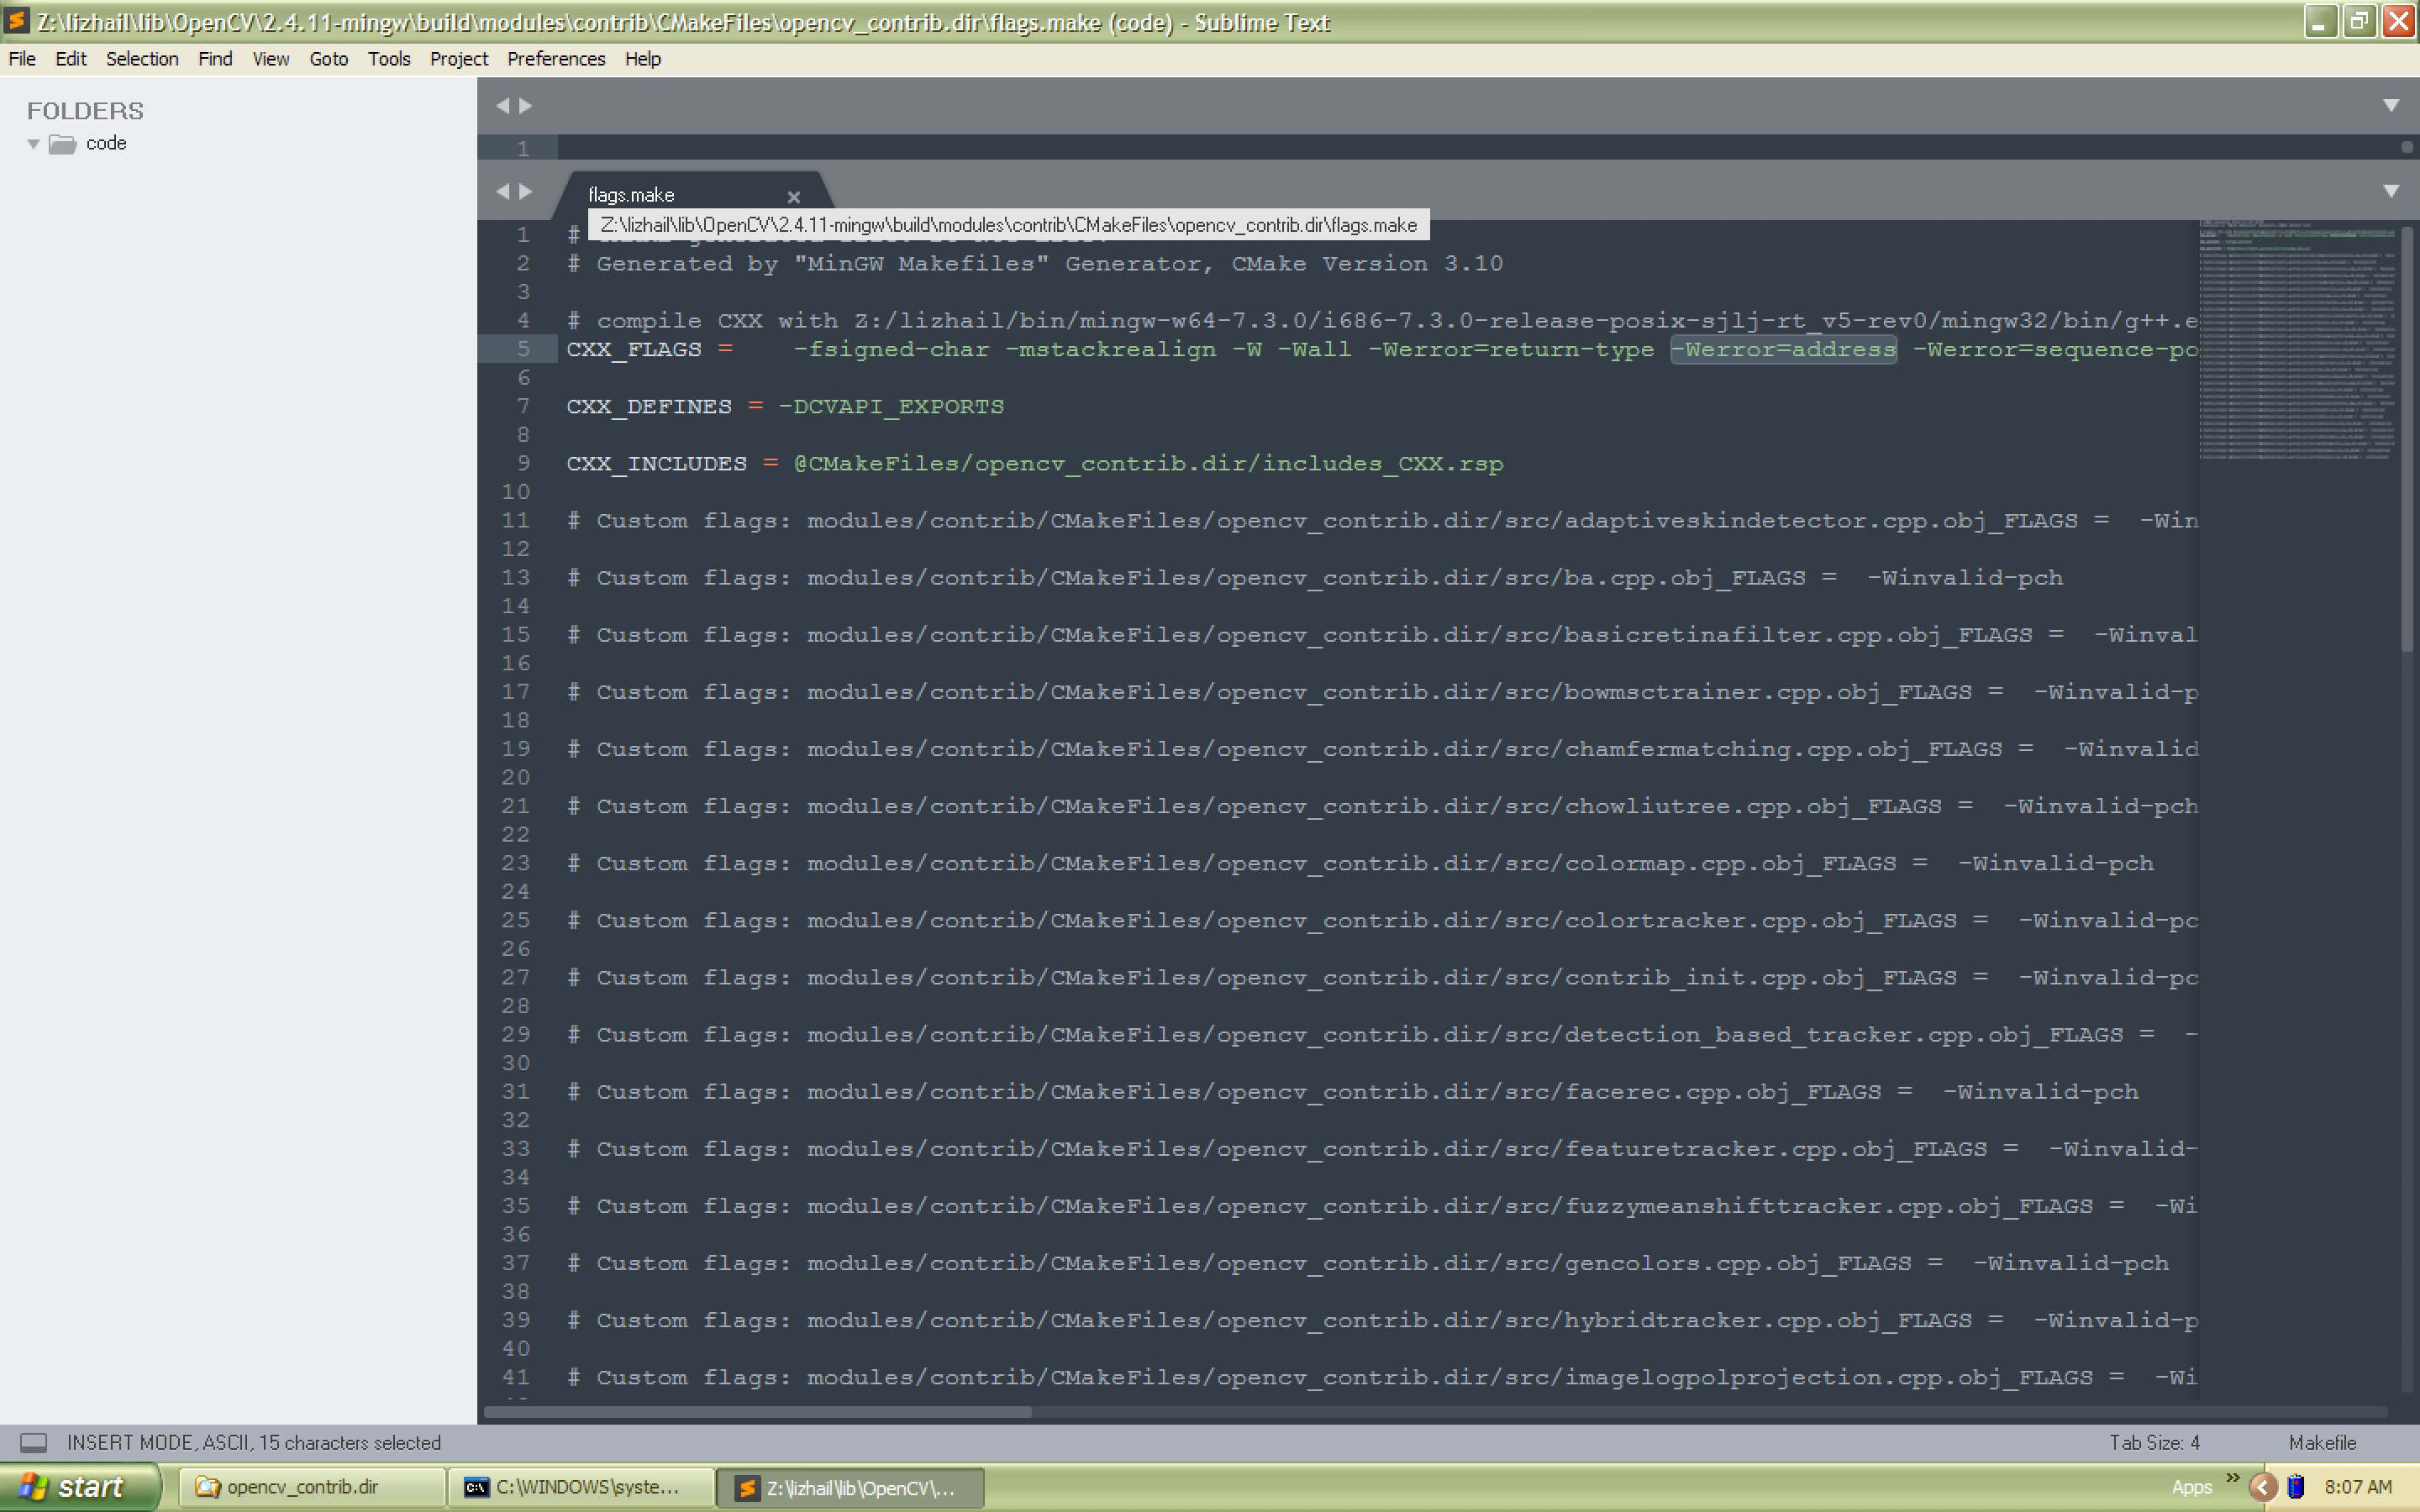 Z:\lizhail\lib\OpenCV\2.4.11-mingw\build\modules\contrib\CMakeFiles\opencv_contrib.dir\flags.make (code) - Sublime Text
File Edit Selection Find View Goto Tools Project Preferences Help
FOLDERS
code
1
flags.make
Z:\lizhail\lib\OpenCV\2.4.11-mingw\build\modules\contrib\CMakeFiles\opencv_contrib.dir\flags.make
1 #
2 # Generated by "MinGW Makefiles" Generator, CMake Version 3.10
3
4 # compile CXX with Z:/lizhail/bin/mingw-w64-7.3.0/i686-7.3.0-release-posix-sjlj-rt_v5-rev0/mingw32/bin/g++.e
5 CXX_FLAGS = -fsigned-char -mstackrealign -W -Wall -Werror=return-type -Werror=address -Werror=sequence-po
6
7 CXX_DEFINES = -DCVAPI_EXPORTS
8
9 CXX_INCLUDES = @CMakeFiles/opencv_contrib.dir/includes_CXX.rsp
10
11 # Custom flags: modules/contrib/CMakeFiles/opencv_contrib.dir/src/adaptiveskindetector.cpp.obj_FLAGS = -Win
12
13 # Custom flags: modules/contrib/CMakeFiles/opencv_contrib.dir/src/ba.cpp.obj_FLAGS = -Winvalid-pch
14
15 # Custom flags: modules/contrib/CMakeFiles/opencv_contrib.dir/src/basicretinafilter.cpp.obj_FLAGS = -Winval
16
17 # Custom flags: modules/contrib/CMakeFiles/opencv_contrib.dir/src/bowmsctrainer.cpp.obj_FLAGS = -Winvalid-p
18
19 # Custom flags: modules/contrib/CMakeFiles/opencv_contrib.dir/src/chamfermatching.cpp.obj_FLAGS = -Winvalid
20
21 # Custom flags: modules/contrib/CMakeFiles/opencv_contrib.dir/src/chowliutree.cpp.obj_FLAGS = -Winvalid-pch
22
23 # Custom flags: modules/contrib/CMakeFiles/opencv_contrib.dir/src/colormap.cpp.obj_FLAGS = -Winvalid-pch
24
25 # Custom flags: modules/contrib/CMakeFiles/opencv_contrib.dir/src/colortracker.cpp.obj_FLAGS = -Winvalid-pc
26
27 # Custom flags: modules/contrib/CMakeFiles/opencv_contrib.dir/src/contrib_init.cpp.obj_FLAGS = -Winvalid-pc
28
29 # Custom flags: modules/contrib/CMakeFiles/opencv_contrib.dir/src/detection_based_tracker.cpp.obj_FLAGS = -
30
31 # Custom flags: modules/contrib/CMakeFiles/opencv_contrib.dir/src/facerec.cpp.obj_FLAGS = -Winvalid-pch
32
33 # Custom flags: modules/contrib/CMakeFiles/opencv_contrib.dir/src/featuretracker.cpp.obj_FLAGS = -Winvalid-
34
35 # Custom flags: modules/contrib/CMakeFiles/opencv_contrib.dir/src/fuzzymeanshifttracker.cpp.obj_FLAGS = -Wi
36
37 # Custom flags: modules/contrib/CMakeFiles/opencv_contrib.dir/src/gencolors.cpp.obj_FLAGS = -Winvalid-pch
38
39 # Custom flags: modules/contrib/CMakeFiles/opencv_contrib.dir/src/hybridtracker.cpp.obj_FLAGS = -Winvalid-p
40
41 # Custom flags: modules/contrib/CMakeFiles/opencv_contrib.dir/src/imagelogpolprojection.cpp.obj_FLAGS = -Wi
INSERT MODE, ASCII, 15 characters selected Tab Size: 4 Makefile
start opencv_contrib.dir C:\WINDOWS\syste... Z:\lizhail\lib\OpenCV\... Apps » 8:07 AM